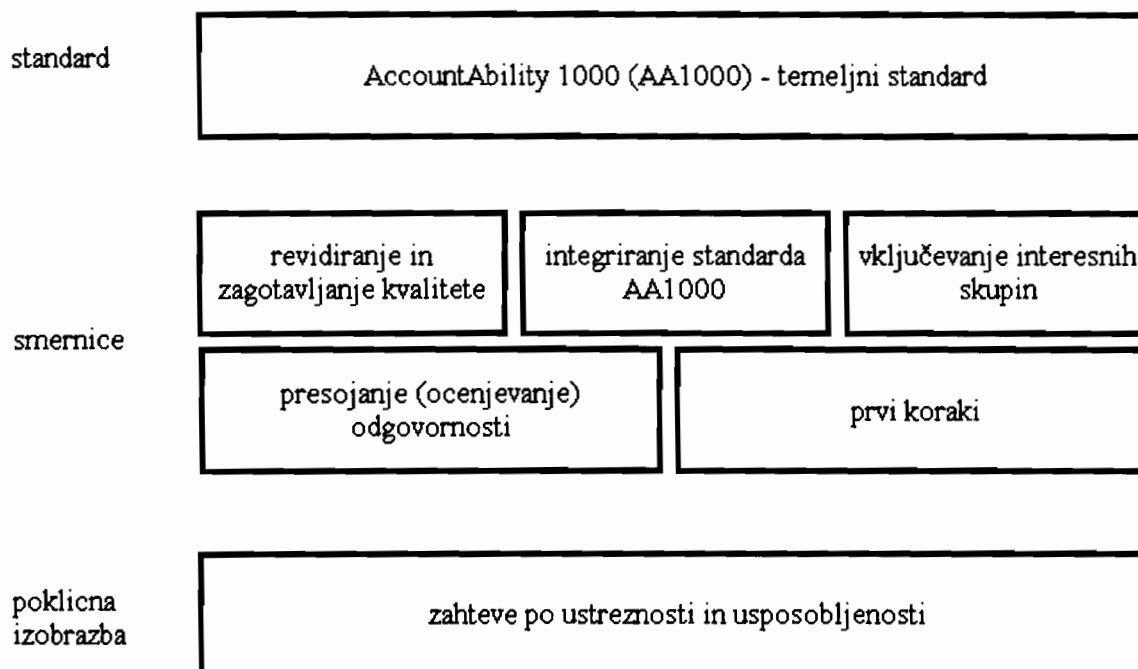 standard
AccountAbility 1000 (AA1000) - temeljni standard
smernice
revidiranje in
zagotavljanje kvalitete
integriranje standarda
AA1000
vključevanje interesnih
skupin
presojanje (ocenjevanje)
odgovornosti
prvi koraki
poklicna
izobrazba
zahteve po ustreznosti in usposobljenosti